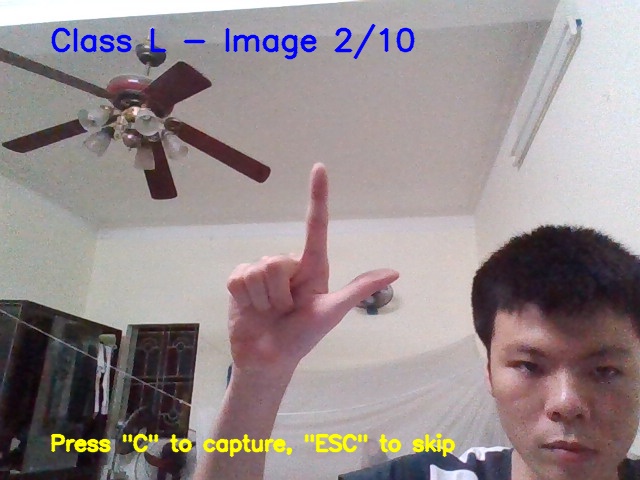 Class L - Image 2/10
Press "C" to capture, "ESC" to skip